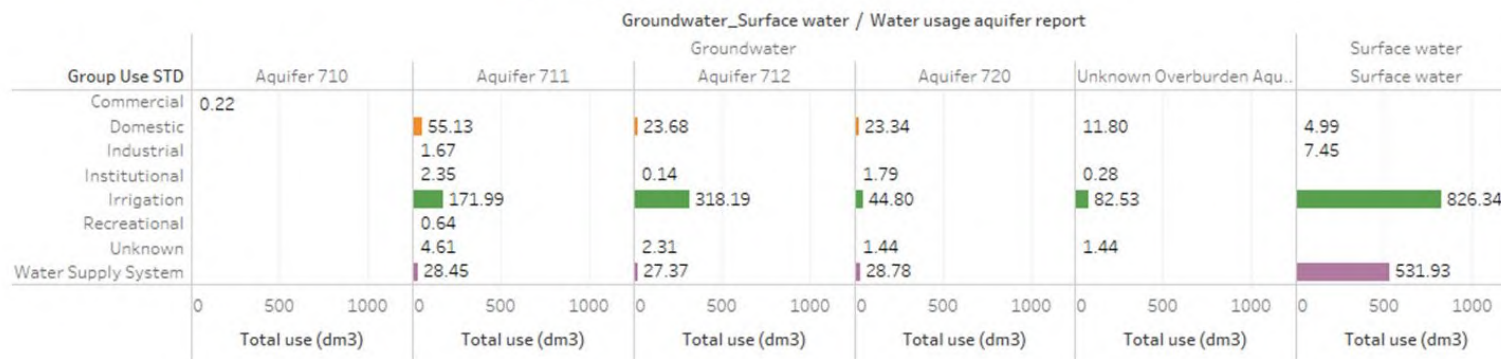 Groundwater_Surface water / Water usage aquifer report
Groundwater Surface water
Group Use STD Aquifer 710 Aquifer 711 Aquifer 712 Aquifer 720 Unknown Overburden Aqu.. Surface water
Commercial 0.22
Domestic 55.13 23.68 23.34 11.80 4.99
Industrial 1.67 7.45
Institutional 2.35 0.14 1.79 0.28
Irrigation 171.99 318.19 44.80 82.53 826.34
Recreational 0.64
Unknown 4.61 2.31 1.44 1.44
Water Supply System 28.45 27.37 28.78 531.93
0 500 1000 0 500 1000 0 500 1000 0 500 1000 0 500 1000 0 500 1000
Total use (dm3) Total use (dm3) Total use (dm3) Total use (dm3) Total use (dm3) Total use (dm3)